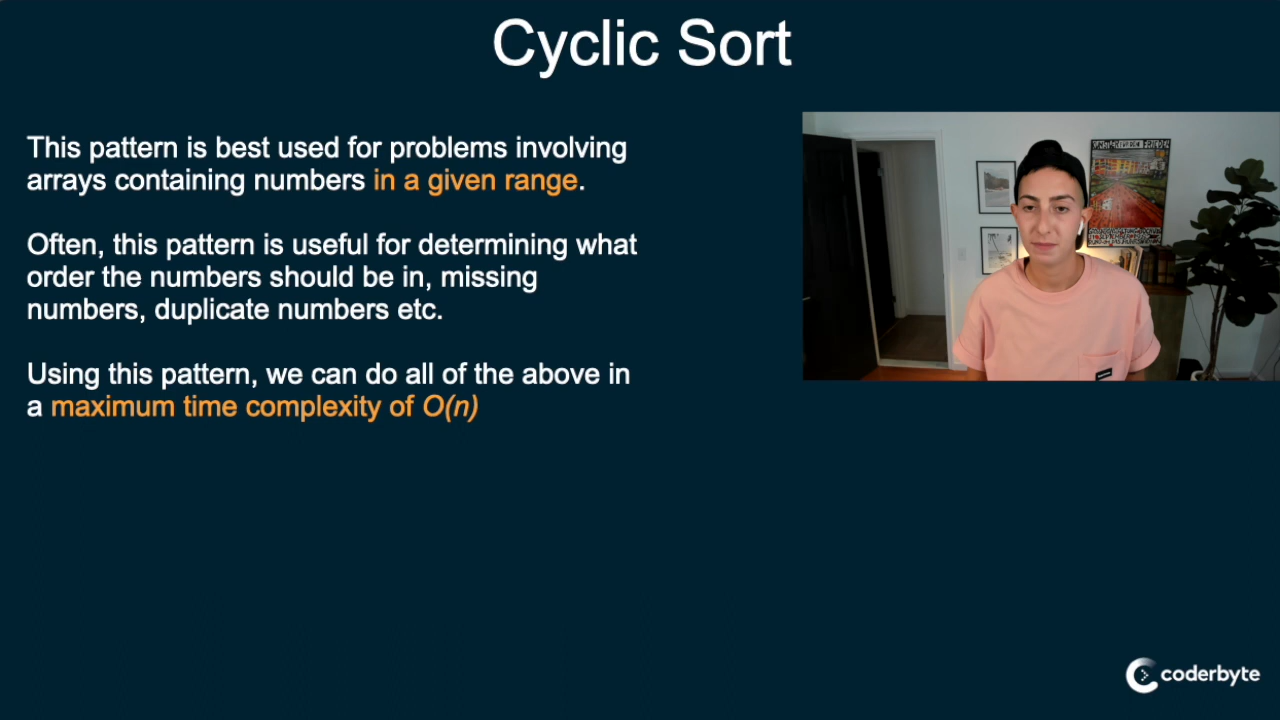 Cyclic Sort
This pattern is best used for problems involving
arrays containing numbers in a given range.
Often, this pattern is useful for determining what
order the numbers should be in, missing
numbers, duplicate numbers etc.
Using this pattern, we can do all of the above in
a maximum time complexity of O(n)
coderbyte